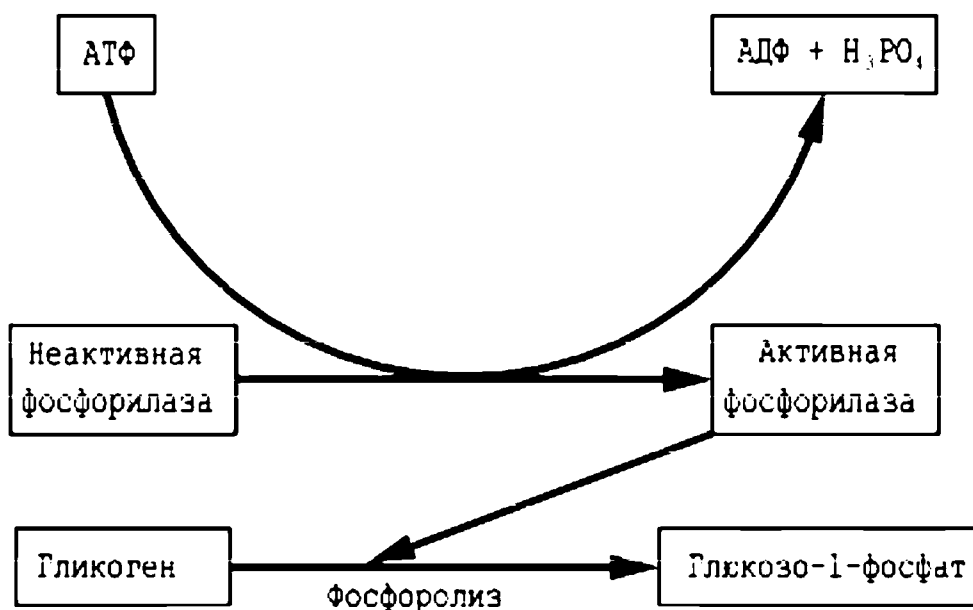 АТФ
АДФ + H₃PO₄
Неактивная
фосфорилаза
Активная
фосфорилаза
Гликоген
Глюкозо-1-фосфат
Фосфоролиз